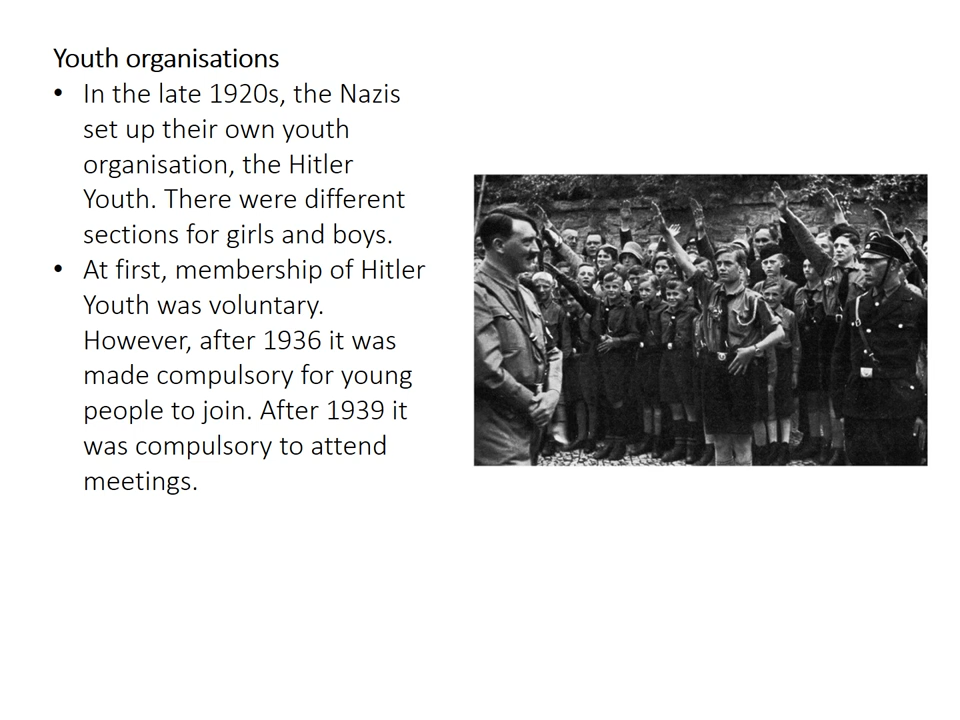 Youth organisations
• In the late 1920s, the Nazis
set up their own youth
organisation, the Hitler
Youth. There were different
sections for girls and boys.
• At first, membership of Hitler
Youth was voluntary.
However, after 1936 it was
made compulsory for young
people to join. After 1939 it
was compulsory to attend
meetings.